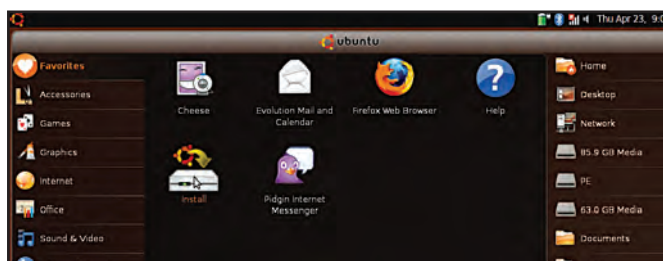 Thu Apr 23, 9:0
ubuntu
Favorites
Accessories
Games
Graphics
Internet
Office
Sound & Video
Cheese
Evolution Mail and
Calendar
Firefox Web Browser
Help
Install
Pidgin Internet
Messenger
Home
Desktop
Network
85.9 GB Media
PE
63.0 GB Media
Documents